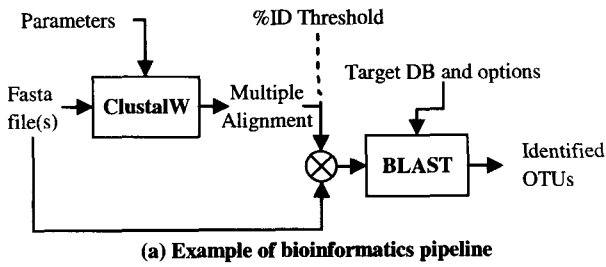 Parameters
%ID Threshold
Target DB and options
Fasta
file(s)
ClustalW
Multiple
Alignment
BLAST
Identified
OTUs
(a) Example of bioinformatics pipeline